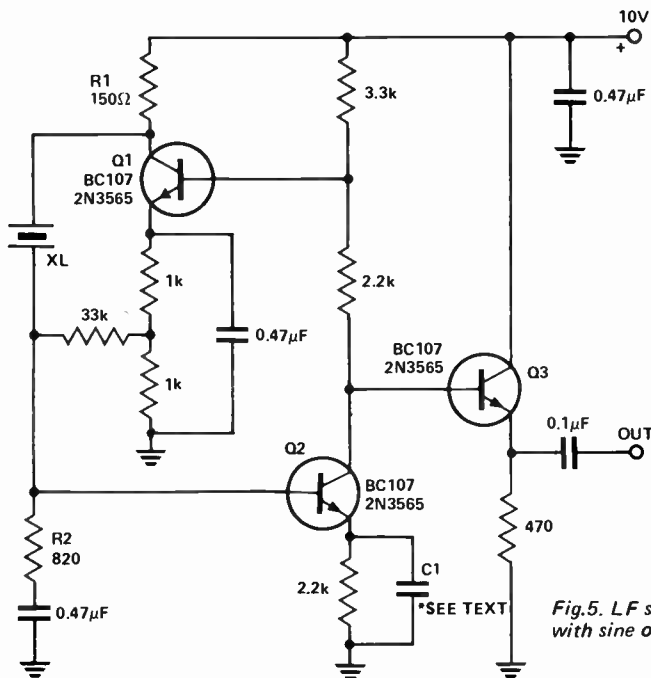 10V
+
R1
150Ω
3.3k
0.47μF
Q1
BC107
2N3565
XL
1k
2.2k
33k
0.47μF
BC107
2N3565
Q3
1k
0.1μF
OUT
Q2
BC107
2N3565
R2
820
470
2.2k
C1
*SEE TEXT
0.47μF
Fig.5. LF s
with sine o